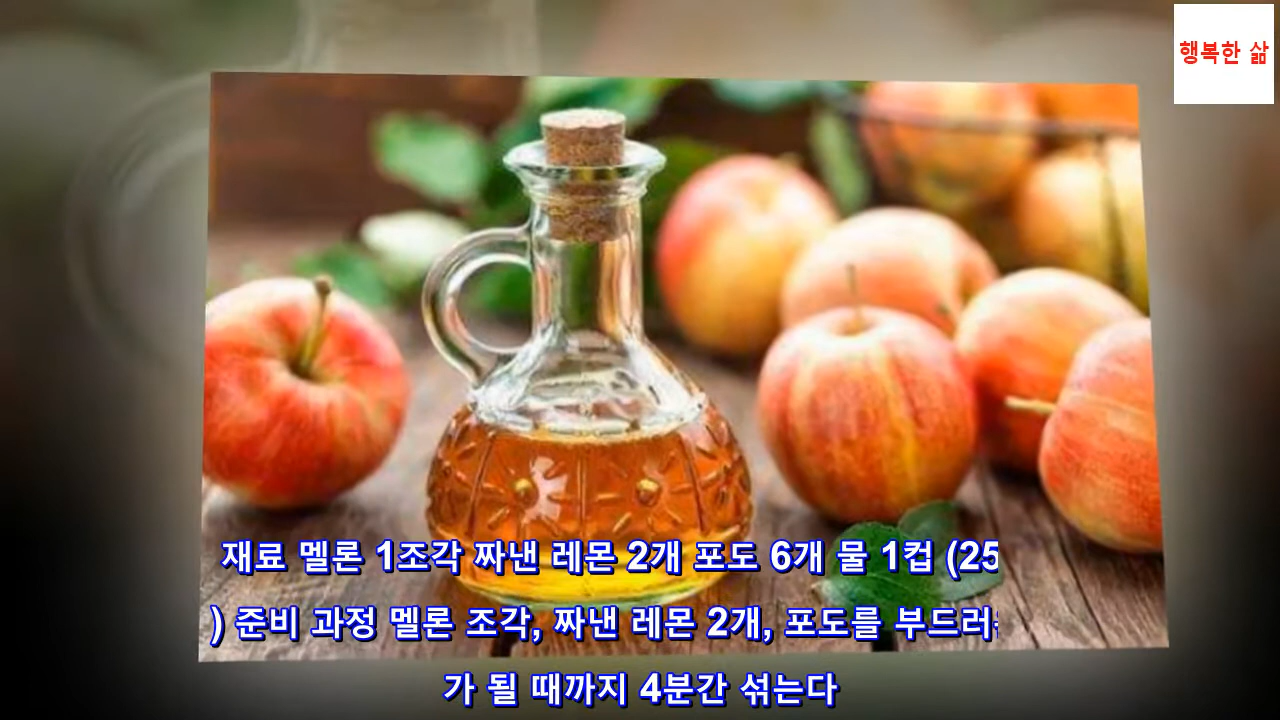 행복한 삶
재료 멜론 1조각 짜낸 레몬 2개 포도 6개 물 1컵 (25
) 준비 과정 멜론 조각, 짜낸 레몬 2개, 포도를 부드러
가 될 때까지 4분간 섞는다